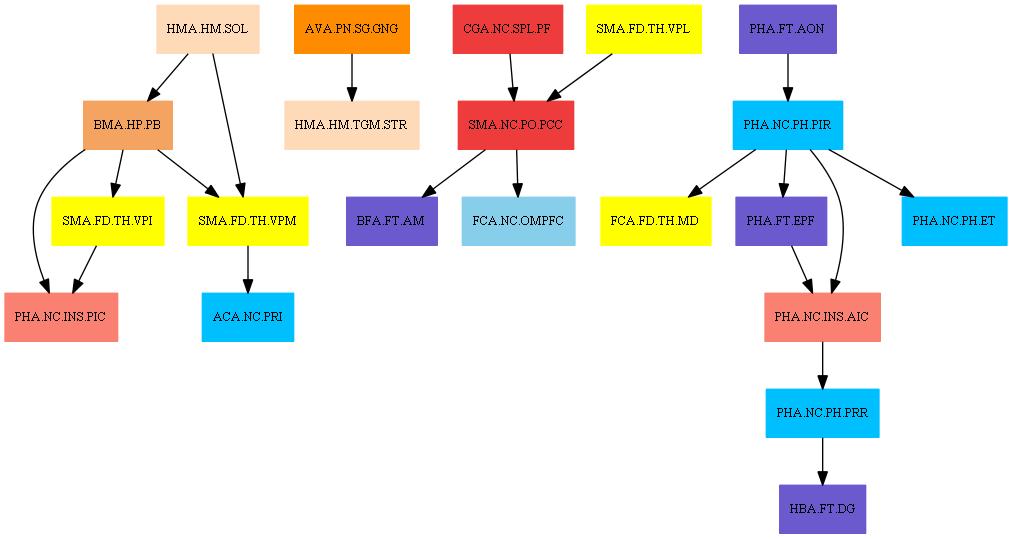 HMA.HM.SOL
AVA.PN.SG.GNG
CGA.NC.SPL.PF
SMA.FD.TH.VPL
PHA.FT.AON
BMA.HP.PB
HMA.HM.TGM.STR
SMA.NC.PO.PCC
PHA.NC.PH.PIR
SMA.FD.TH.VPI
SMA.FD.TH.VPM
BFA.FT.AM
FCA.NC.OMPFC
FCA.FD.TH.MD
PHA.FT.EPF
PHA.NC.PH.ET
PHA.NC.INS.PIC
ACA.NC.PRI
PHA.NC.INS.AIC
PHA.NC.PH.PRR
HBA.FT.DG